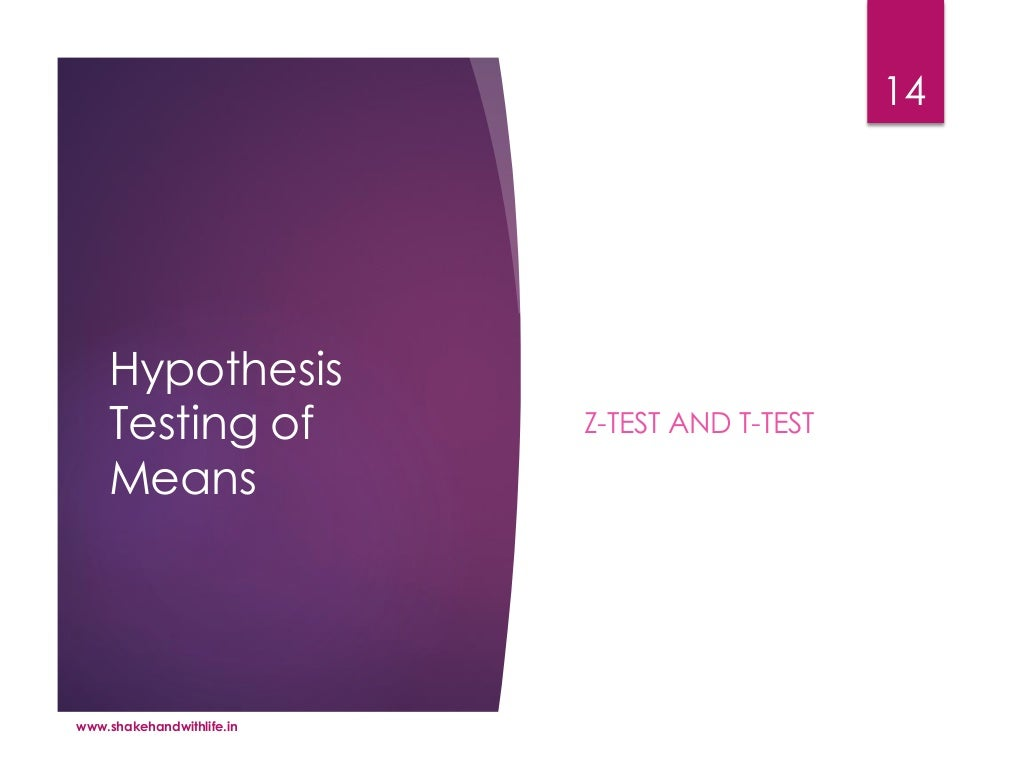 14
Hypothesis
Testing of
Means
Z-TEST AND T-TEST
www.shakehandwithlife.in